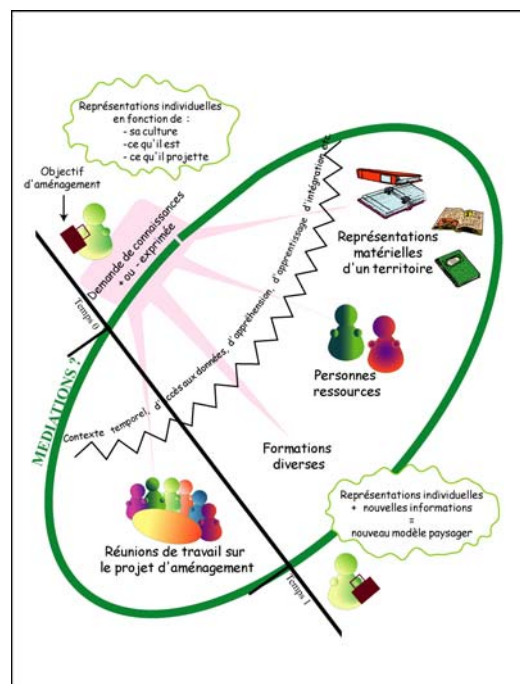 Représentations individuelles
en fonction de :
- sa culture
-ce qu'il est
- ce qu'il projette
Objectif
d'aménagement
Demande de connaissances
+ ou - exprimée
Temps 0
MEDIATIONS ?
Contexte temporel, d'accès aux données, d'appréhension, d'apprentissage d'intégration etc.
Représentations
matérielles
d'un territoire
Personnes
ressources
Formations
diverses
Réunions de travail sur
le projet d'aménagement
Représentations individuelles
+ nouvelles informations
=
nouveau modèle paysager
Temps 1